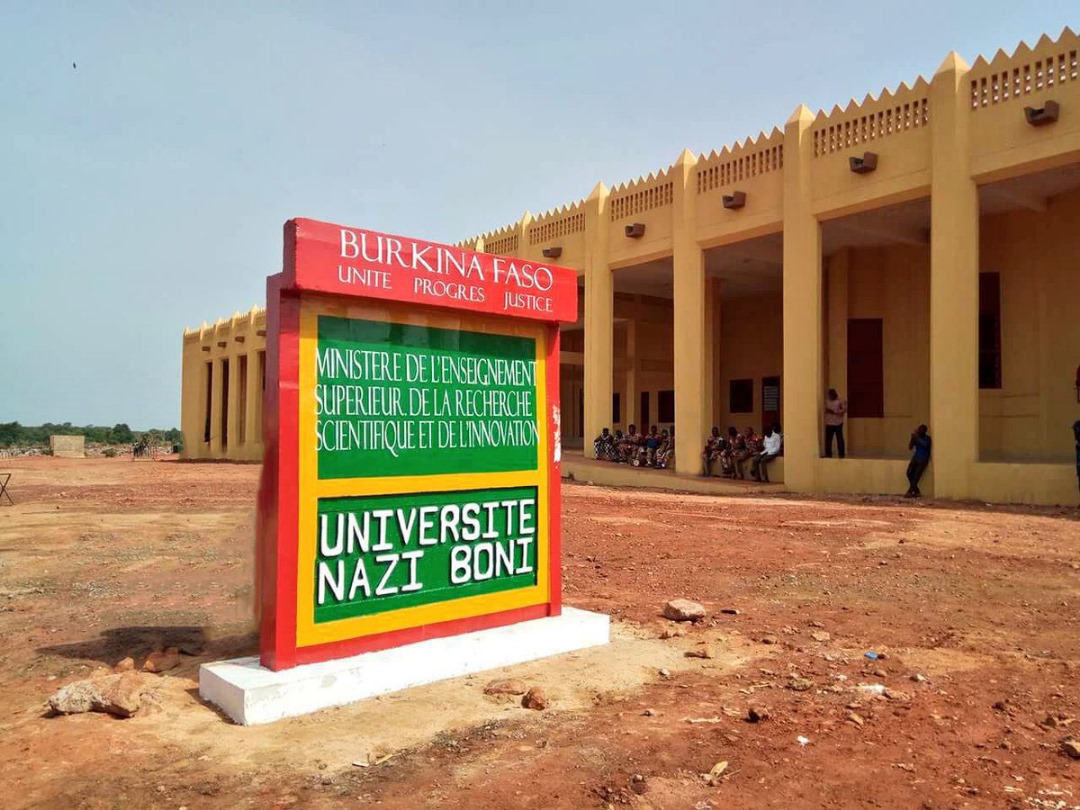 BURKINA FASO
UNITE PROGRES JUSTICE
MINISTERE DE L'ENSEIGNEMENT
SUPERIEUR, DE LA RECHERCHE
SCIENTIFIQUE ET DE L'INNOVATION
UNIVERSITE
NAZI BONI